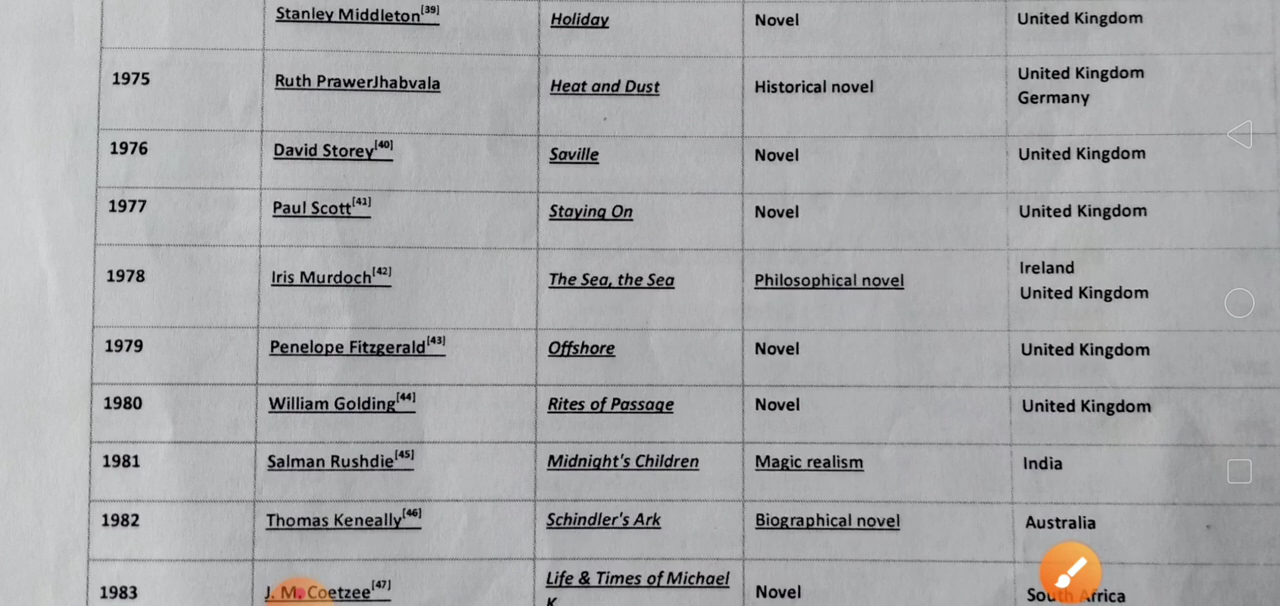 Stanley Middleton[39] Holiday Novel United Kingdom
1975 Ruth PrawerJhabvala Heat and Dust Historical novel United Kingdom
Germany
1976 David Storey[40] Saville Novel United Kingdom
1977 Paul Scott[41] Staying On Novel United Kingdom
1978 Iris Murdoch[42] The Sea, the Sea Philosophical novel Ireland
United Kingdom
1979 Penelope Fitzgerald[43] Offshore Novel United Kingdom
1980 William Golding[44] Rites of Passage Novel United Kingdom
1981 Salman Rushdie[45] Midnight's Children Magic realism India
1982 Thomas Keneally[46] Schindler's Ark Biographical novel Australia
1983 J. M. Coetzee[47] Life & Times of Michael Novel South Africa
K